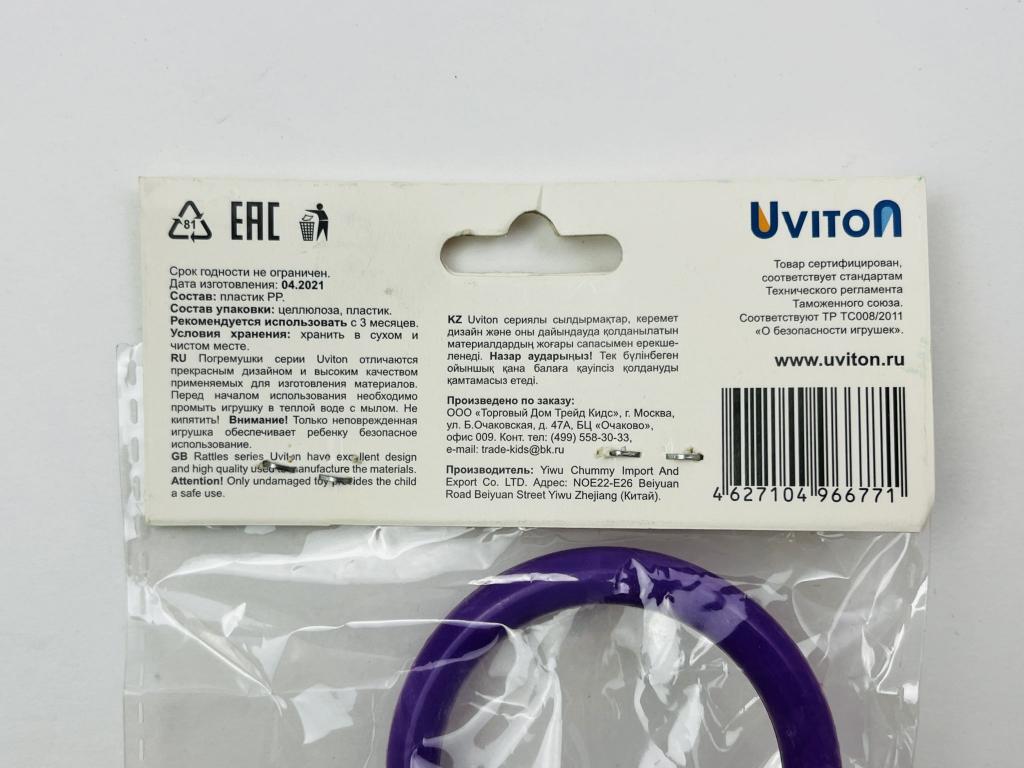 81
EAC
Срок годности не ограничен.
Дата изготовления: 04.2021
Состав: пластик PP.
Состав упаковки: целлюлоза, пластик.
Рекомендуется использовать с 3 месяцев.
Условия хранения: хранить в сухом и
чистом месте.
RU Погремушки серии Uviton отличаются
прекрасным дизайном и высоким качеством
применяемых для изготовления материалов.
Перед началом использования необходимо
промыть игрушку в теплой воде с мылом. Не
кипятить! Внимание! Только неповрежденная
игрушка обеспечивает ребенку безопасное
использование.
GB Rattles series Uviton have excellent design
and high quality used to manufacture the materials.
Attention! Only undamaged toy provides the child
a safe use.
KZ Uviton сериялы сылдырмақтар, керемет
дизайн және оны дайындауда қолданылатын
материалдардың жоғары сапасымен ерекше-
ленеді. Назар аударыңыз! Тек бүлінбеген
ойыншық қана балаға қауіпсіз қолдануды
қамтамасыз етеді.
Произведено по заказу:
ООО «Торговый Дом Трейд Кидс», г. Москва,
ул. Б.Очаковская, д. 47А, БЦ «Очаково»,
офис 009. Конт. тел: (499) 558-30-33,
e-mail: trade-kids@bk.ru
Производитель: Yiwu Chummy Import And
Export Co. LTD. Адрес: NOE22-E26 Beiyuan
Road Beiyuan Street Yiwu Zhejiang (Китай).
UVITON
Товар сертифицирован,
соответствует стандартам
Технического регламента
Таможенного союза.
Соответствуют ТР ТС008/2011
«О безопасности игрушек».
www.uviton.ru
4 627104 966771